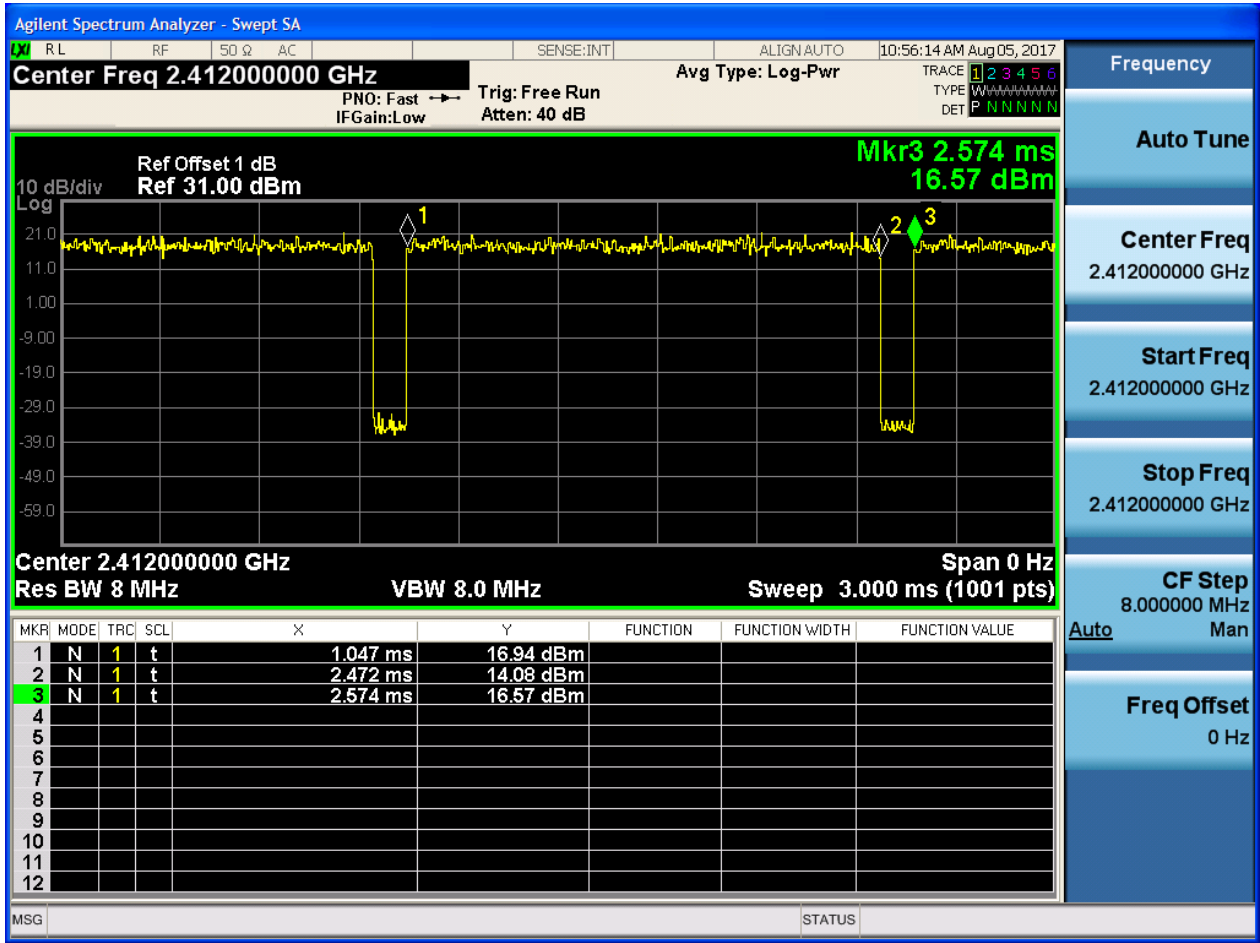 Agilent Spectrum Analyzer - Swept SA
LXI RL RF 50 Ω AC SENSE:INT ALIGN AUTO 10:56:14 AM Aug 05, 2017
Center Freq 2.412000000 GHz
PNO: Fast
IFGain:Low
Trig: Free Run
Atten: 40 dB
Avg Type: Log-Pwr
TRACE 1 2 3 4 5 6
TYPE
DET P N N N N N
Mkr3 2.574 ms
16.57 dBm
Ref Offset 1 dB
10 dB/div Ref 31.00 dBm
Log
21.0
11.0
1.00
-9.00
-19.0
-29.0
-39.0
-49.0
-59.0
1
2
3
Center 2.412000000 GHz Span 0 Hz
Res BW 8 MHz VBW 8.0 MHz Sweep 3.000 ms (1001 pts)
MKR MODE TRC SCL X Y FUNCTION FUNCTION WIDTH FUNCTION VALUE
1 N 1 t 1.047 ms 16.94 dBm
2 N 1 t 2.472 ms 14.08 dBm
3 N 1 t 2.574 ms 16.57 dBm
4
5
6
7
8
9
10
11
12
MSG STATUS
Frequency
Auto Tune
Center Freq
2.412000000 GHz
Start Freq
2.412000000 GHz
Stop Freq
2.412000000 GHz
CF Step
8.000000 MHz
Auto Man
Freq Offset
0 Hz